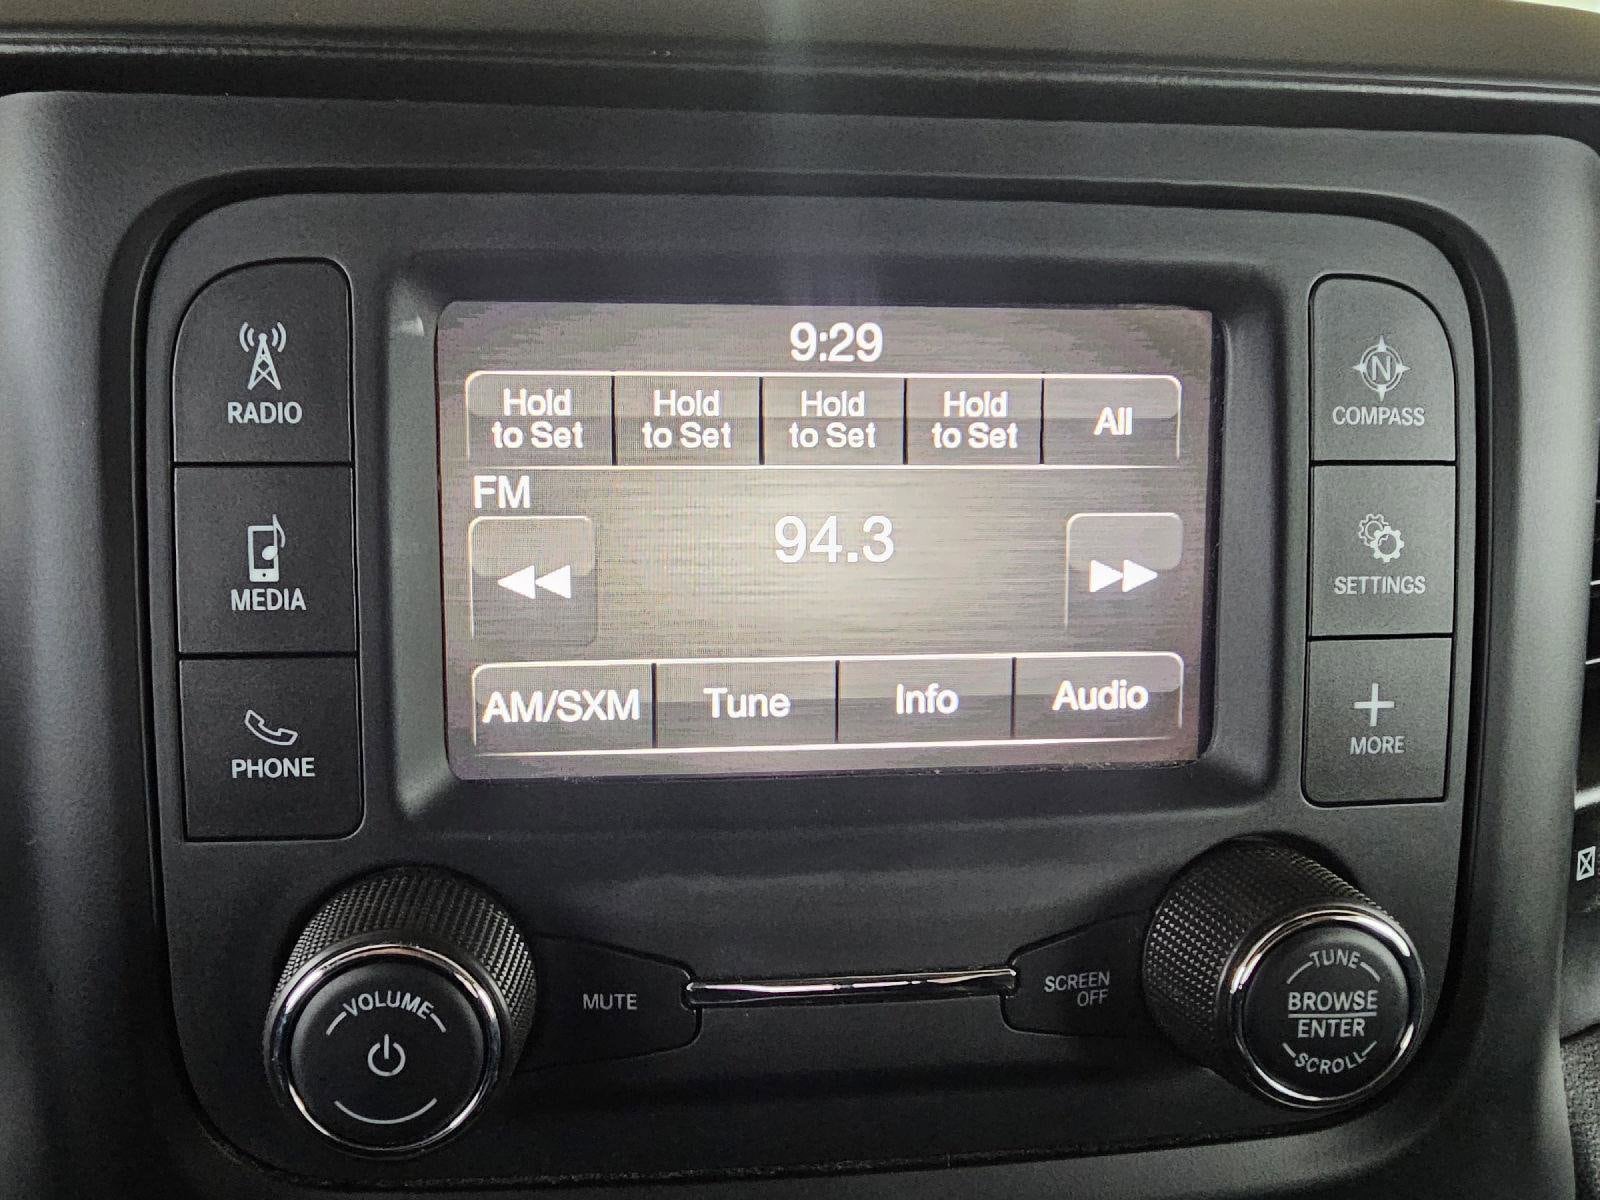 9:29
Hold
to Set
Hold
to Set
Hold
to Set
Hold
to Set
All
FM
94.3
AM/SXM
Tune
Info
Audio
RADIO
MEDIA
PHONE
N
COMPASS
SETTINGS
MORE
VOLUME
MUTE
SCREEN
OFF
TUNE
BROWSE
ENTER
SCROLL